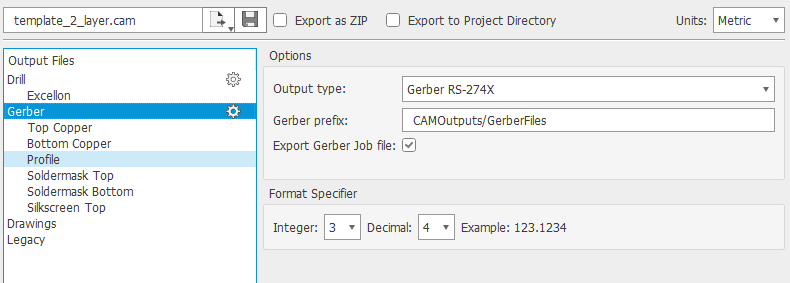 template_2_layer.cam Export as ZIP Export to Project Directory Units: Metric
Output Files
Drill
Excellon
Gerber
Top Copper
Bottom Copper
Profile
Soldermask Top
Soldermask Bottom
Silkscreen Top
Drawings
Legacy
Options
Output type: Gerber RS-274X
Gerber prefix: CAMOutputs/GerberFiles
Export Gerber Job file:
Format Specifier
Integer: 3 Decimal: 4 Example: 123.1234